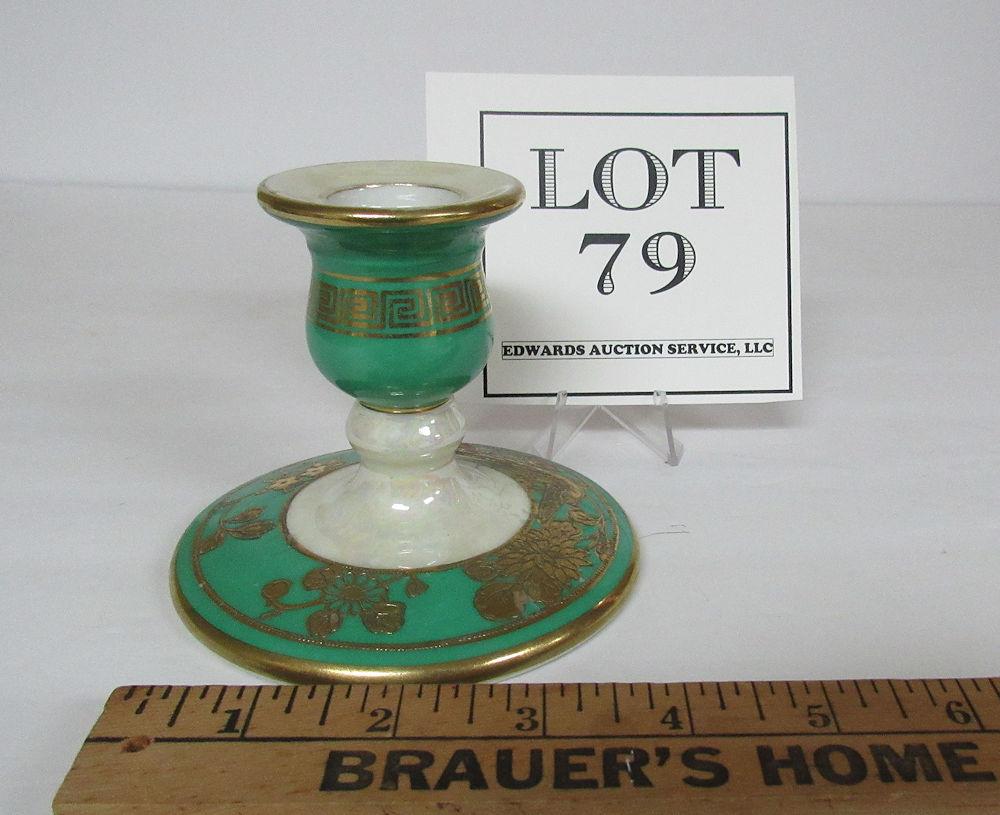 LOT
79
EDWARDS AUCTION SERVICE, LLC
1 2 3 4 5 6
BRAUER'S HOME